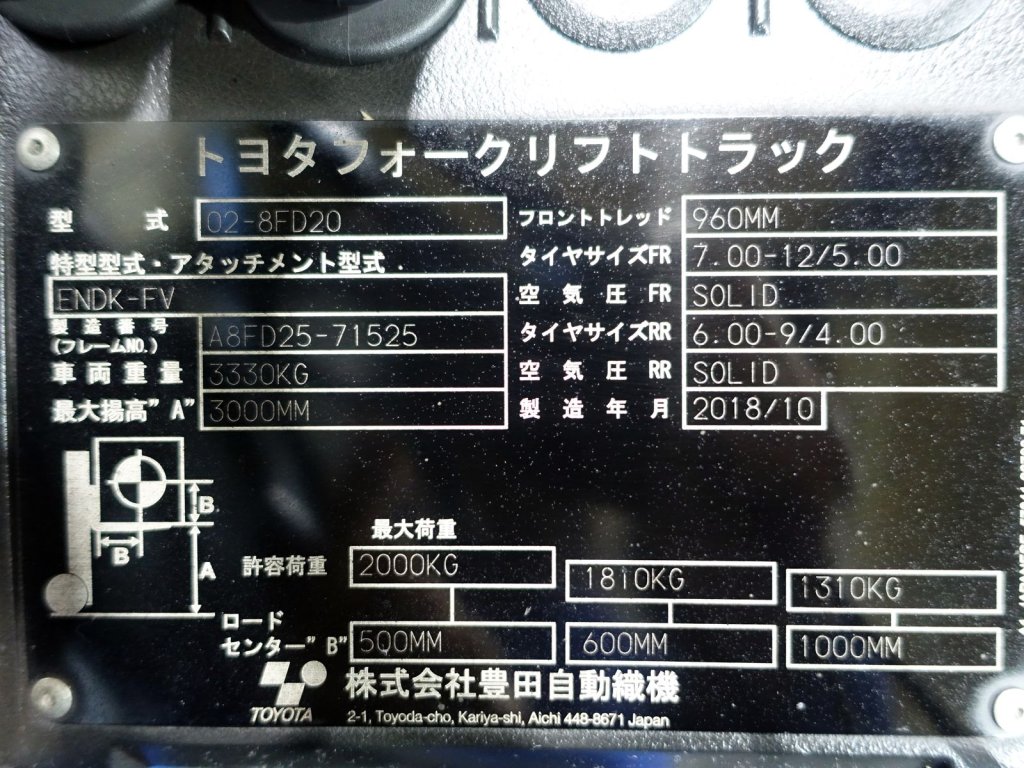 トヨタフォークリフトトラック
型式 02-8FD20 フロントトレッド 960MM
特型型式・アタッチメント型式 タイヤサイズFR 7.00-12/5.00
ENDK-FV 空気圧 FR SOLID
製造番号 (フレームNO.) A8FD25-71525 タイヤサイズRR 6.00-9/4.00
車両重量 3330KG 空気圧 RR SOLID
最大揚高"A" 3000MM 製造年月 2018/10
B
B
A
最大荷重
許容荷重 2000KG 1810KG 1310KG
ロード
センター"B" 500MM 600MM 1000MM
TOYOTA 株式会社豊田自動織機
2-1, Toyoda-cho, Kariya-shi, Aichi 448-8671 Japan